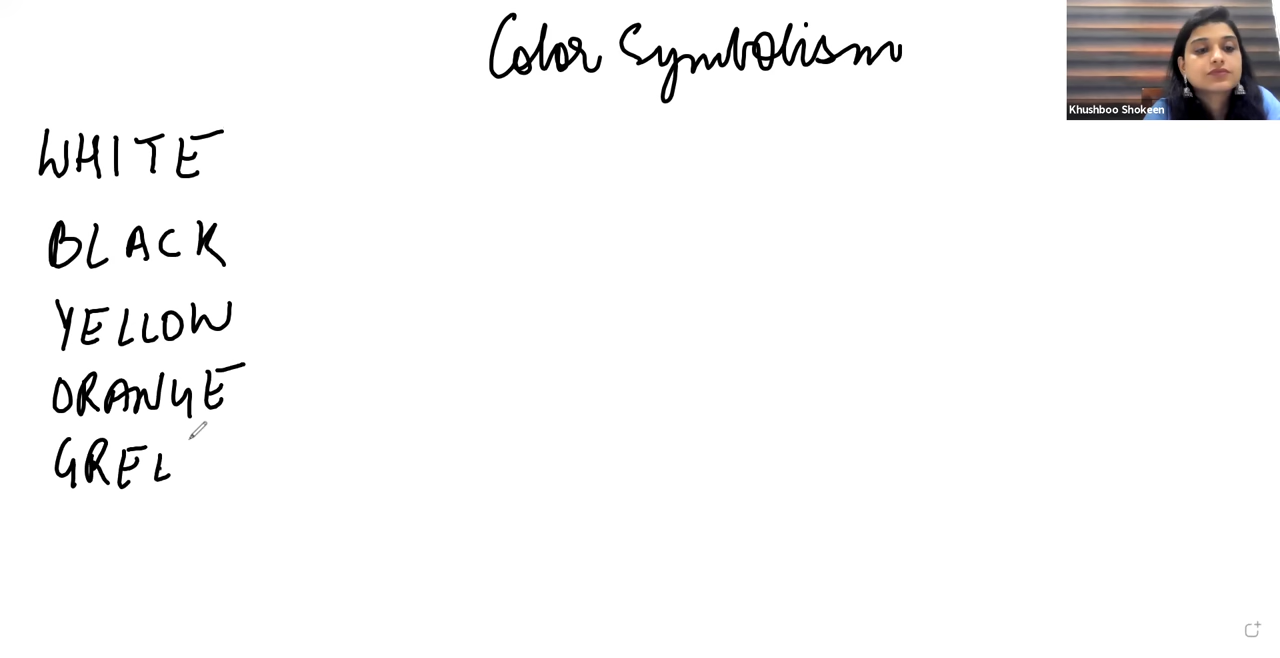 Color Symbolism
Khushboo Shokeen
WHITE
BLACK
YELLOW
ORANGE
GREL